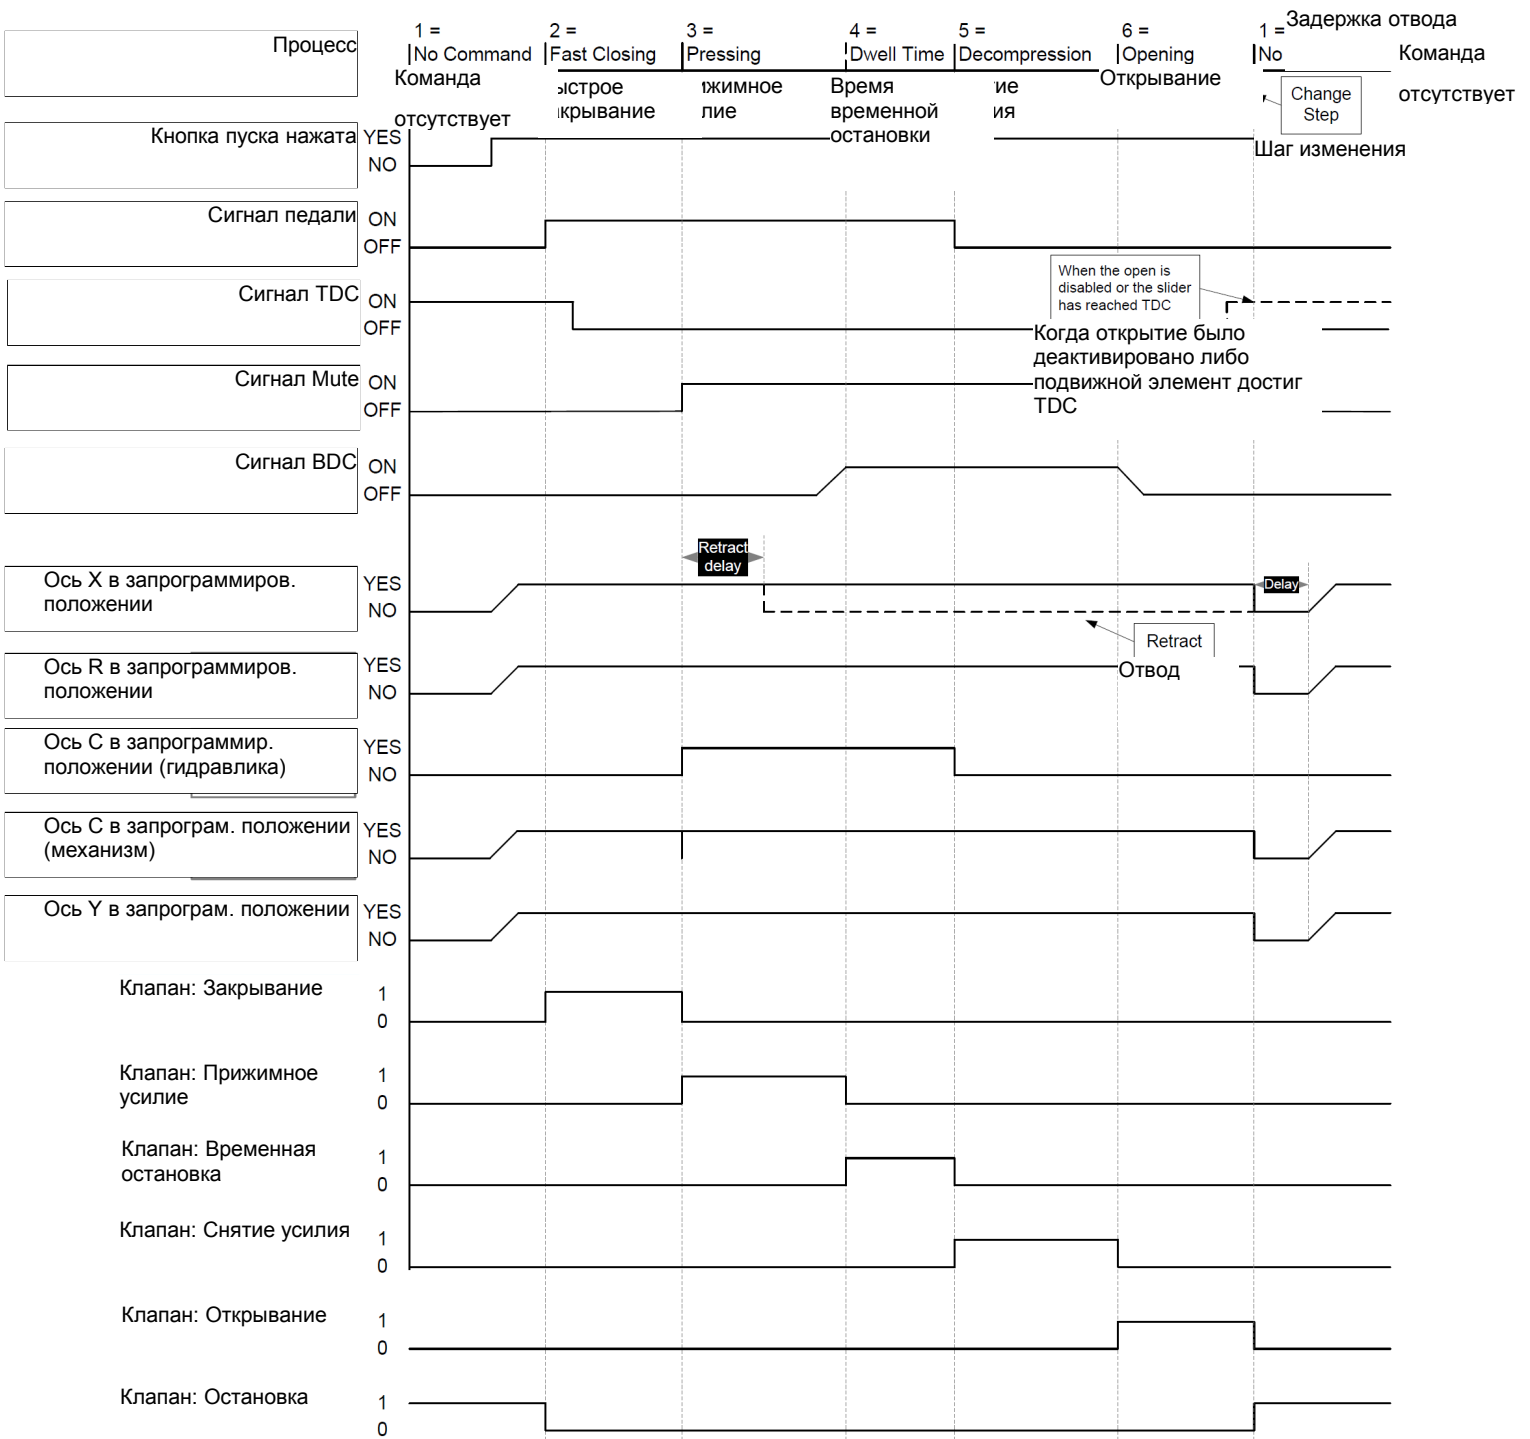 Задержка отвода
1 =
2 =
3 =
4 =
5 =
6 =
1 =
Процесс
No Command
Fast Closing
Pressing
Dwell Time
Decompression
Opening
No
Команда
отсутствует
Команда
отсутствует
ыстрое
крывание
жимное
лие
Время
временной
остановки
ие
ия
Открывание
Change
Step
Шаг изменения
Кнопка пуска нажата
YES
NO
Сигнал педали
ON
OFF
When the open is
disabled or the slider
has reached TDC
Сигнал TDC
ON
OFF
Когда открытие было
деактивировано либо
подвижной элемент достиг
TDC
Сигнал Mute
ON
OFF
Сигнал BDC
ON
OFF
Retract
delay
Delay
Ось X в запрограммиров.
положении
YES
NO
Retract
Отвод
Ось R в запрограммиров.
положении
YES
NO
Ось C в запрограммир.
положении (гидравлика)
YES
NO
Ось C в запрограм. положении
(механизм)
YES
NO
Ось Y в запрограм. положении
YES
NO
Клапан: Закрывание
1
0
Клапан: Прижимное
усилие
1
0
Клапан: Временная
остановка
1
0
Клапан: Снятие усилия
1
0
Клапан: Открывание
1
0
Клапан: Остановка
1
0